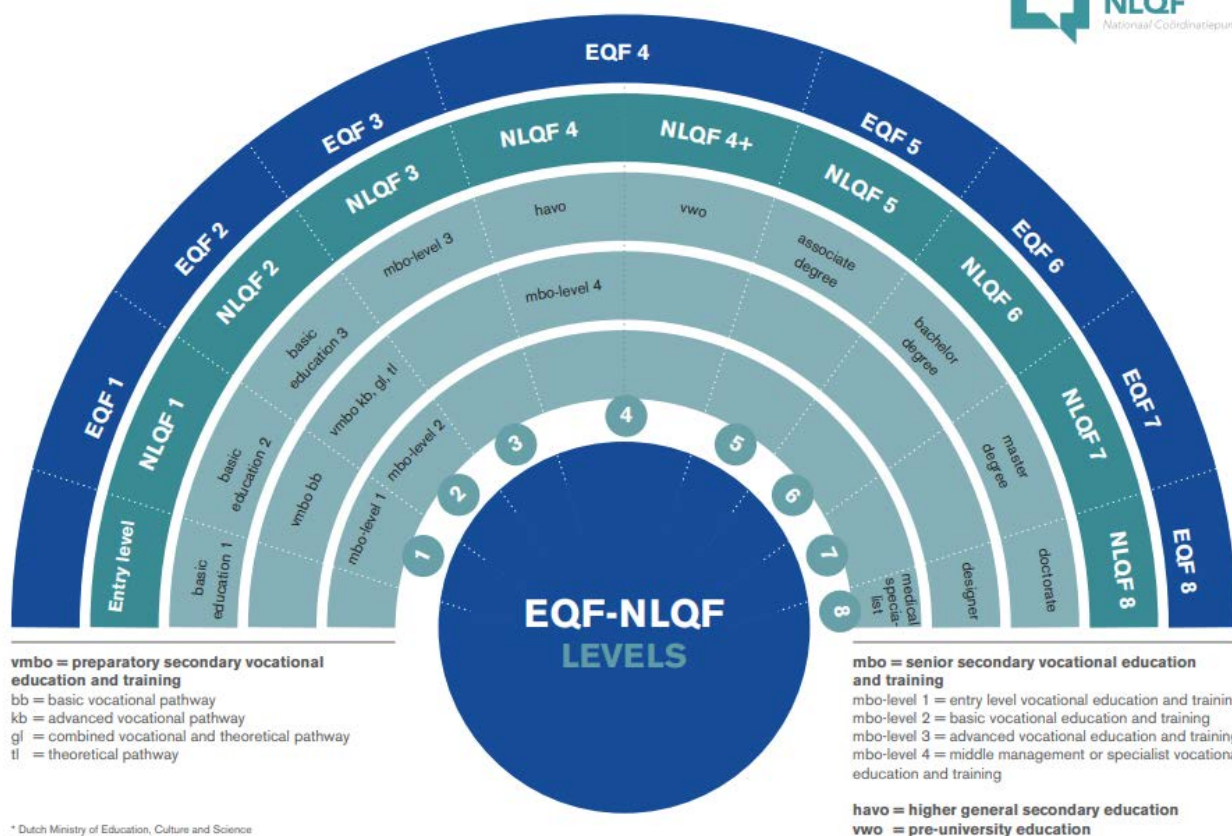 NLQF
Nationaal Coördinatiepun
EQF 1
EQF 2
EQF 3
EQF 4
EQF 5
EQF 6
EQF 7
EQF 8
Entry level
NLQF 1
NLQF 2
NLQF 3
NLQF 4
NLQF 4+
NLQF 5
NLQF 6
NLQF 7
NLQF 8
basic
education 1
basic
education 2
basic
education 3
mbo-level 3
havo
vwo
associate
degree
bachelor
degree
master
degree
doctorate
vmbo bb
vmbo kb, gl, tl
mbo-level 4
designer
mbo-level 1
mbo-level 2
medical
specia-
list
1
2
3
4
5
6
7
8
EQF-NLQF
LEVELS
vmbo = preparatory secondary vocational
education and training
bb = basic vocational pathway
kb = advanced vocational pathway
gl = combined vocational and theoretical pathway
tl = theoretical pathway
* Dutch Ministry of Education, Culture and Science
mbo = senior secondary vocational education
and training
mbo-level 1 = entry level vocational education and trainin
mbo-level 2 = basic vocational education and training
mbo-level 3 = advanced vocational education and training
mbo-level 4 = middle management or specialist vocationa
education and training
havo = higher general secondary education
vwo = pre-university education